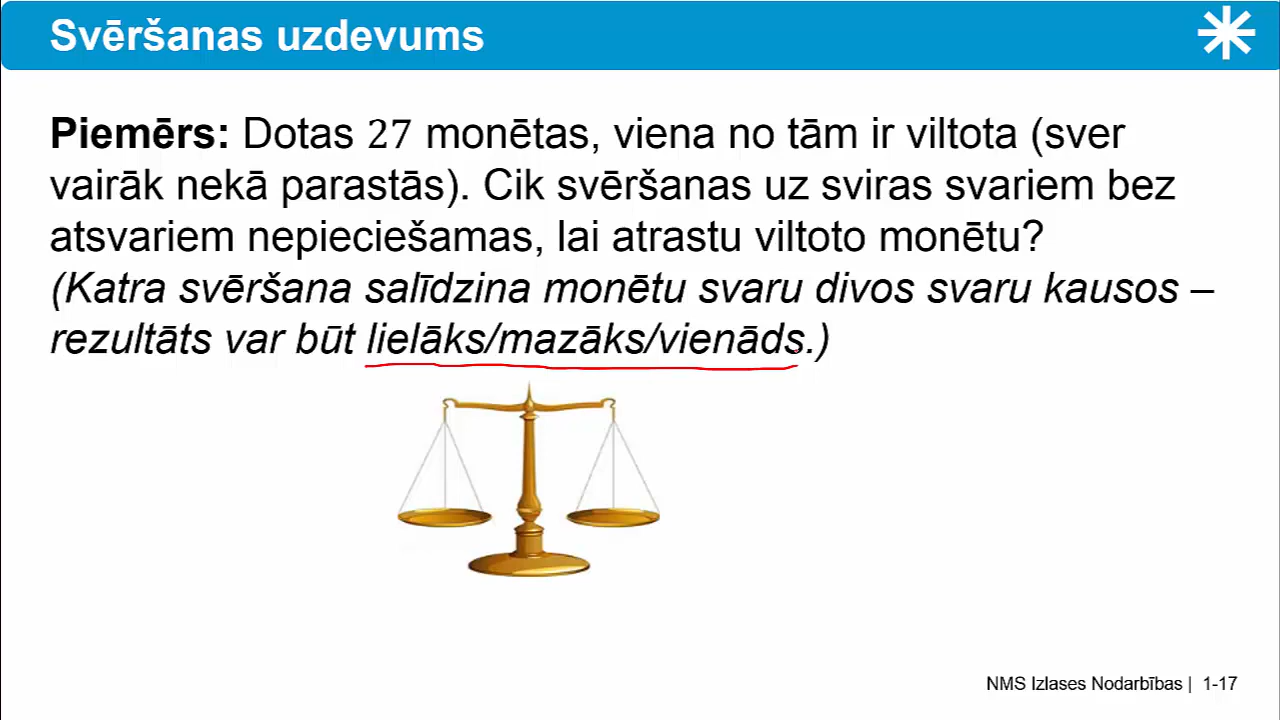 Svēršanas uzdevums
Piemērs: Dotas 27 monētas, viena no tām ir viltota (sver
vairāk nekā parastās). Cik svēršanas uz sviras svariem bez
atsvariem nepieciešamas, lai atrastu viltoto monētu?
(Katra svēršana salīdzina monētu svaru divos svaru kausos –
rezultāts var būt lielāks/mazāks/vienāds.)
NMS Izlases Nodarbības | 1-17